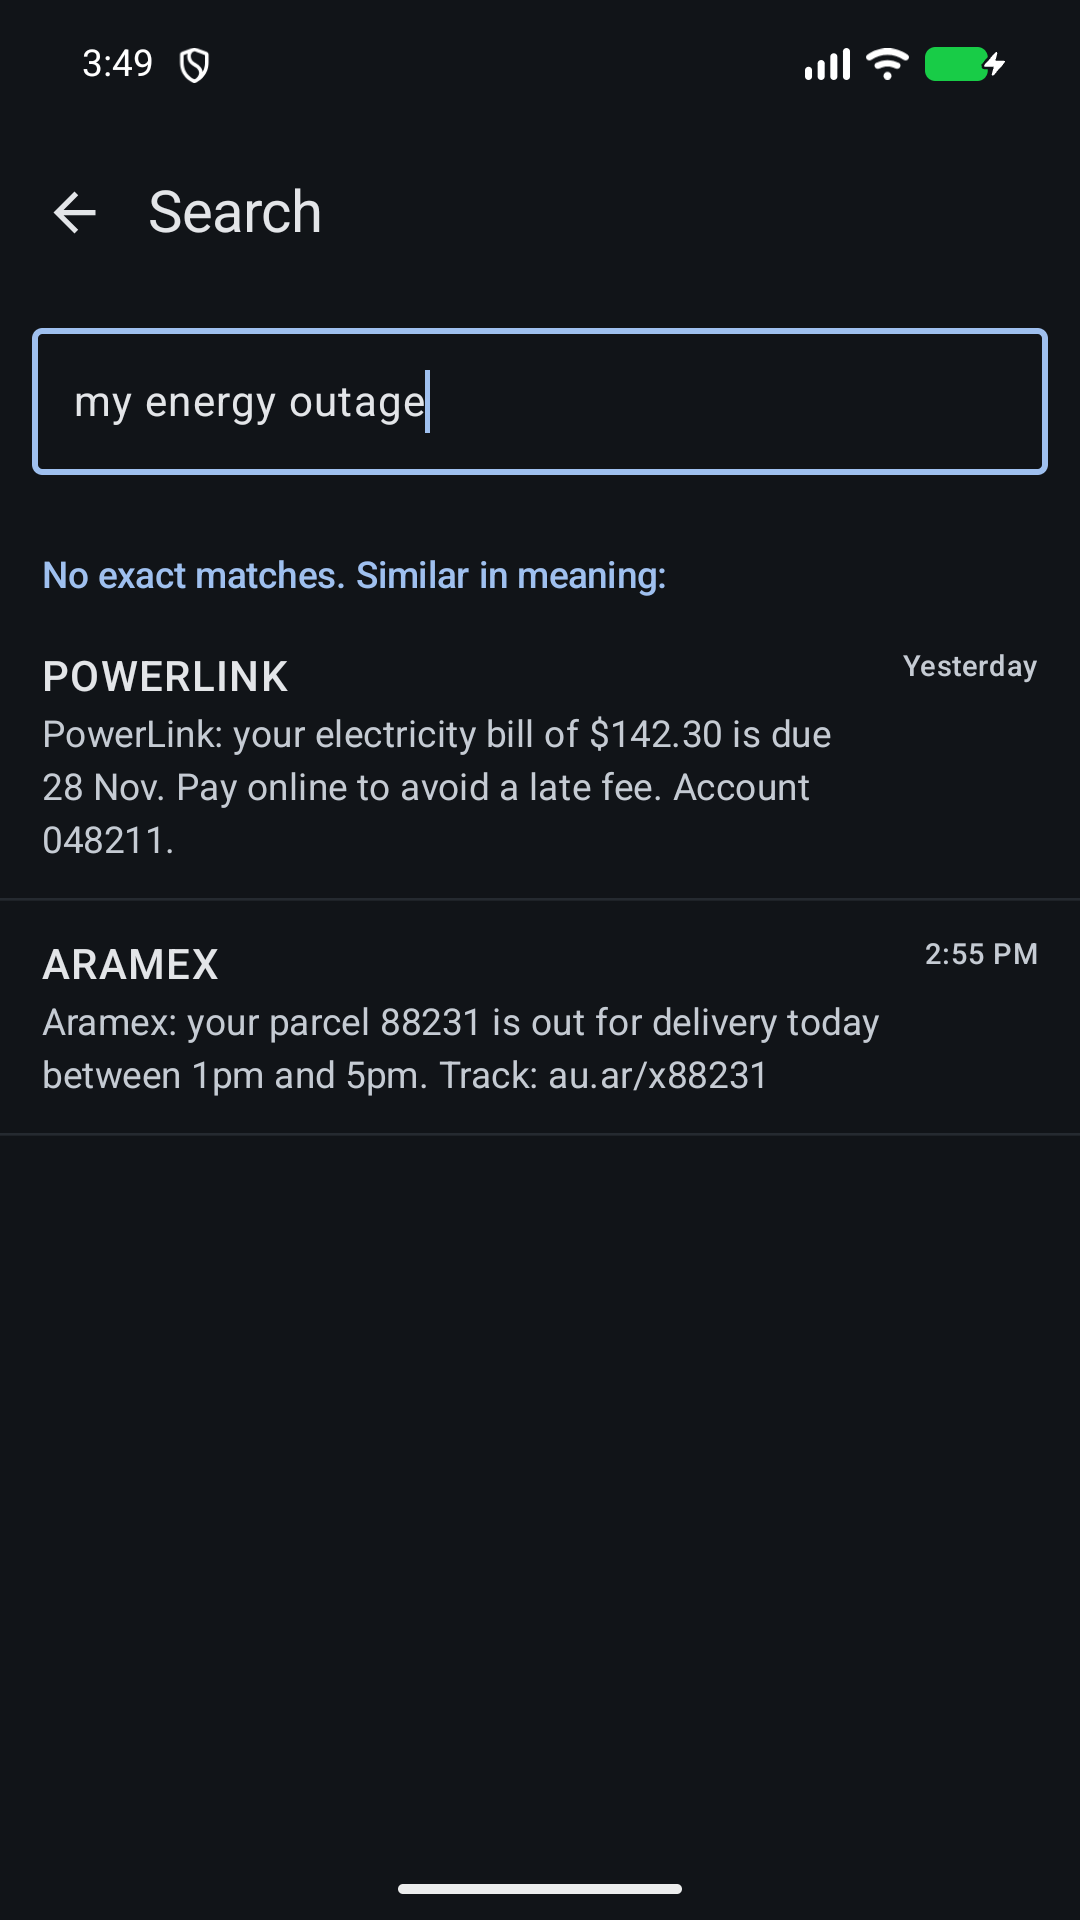 3:49
Search
my energy outage
No exact matches. Similar in meaning:
POWERLINK
Yesterday
PowerLink: your electricity bill of $142.30 is due
28 Nov. Pay online to avoid a late fee. Account
048211.
ARAMEX
2:55 PM
Aramex: your parcel 88231 is out for delivery today
between 1pm and 5pm. Track: au.ar/x88231